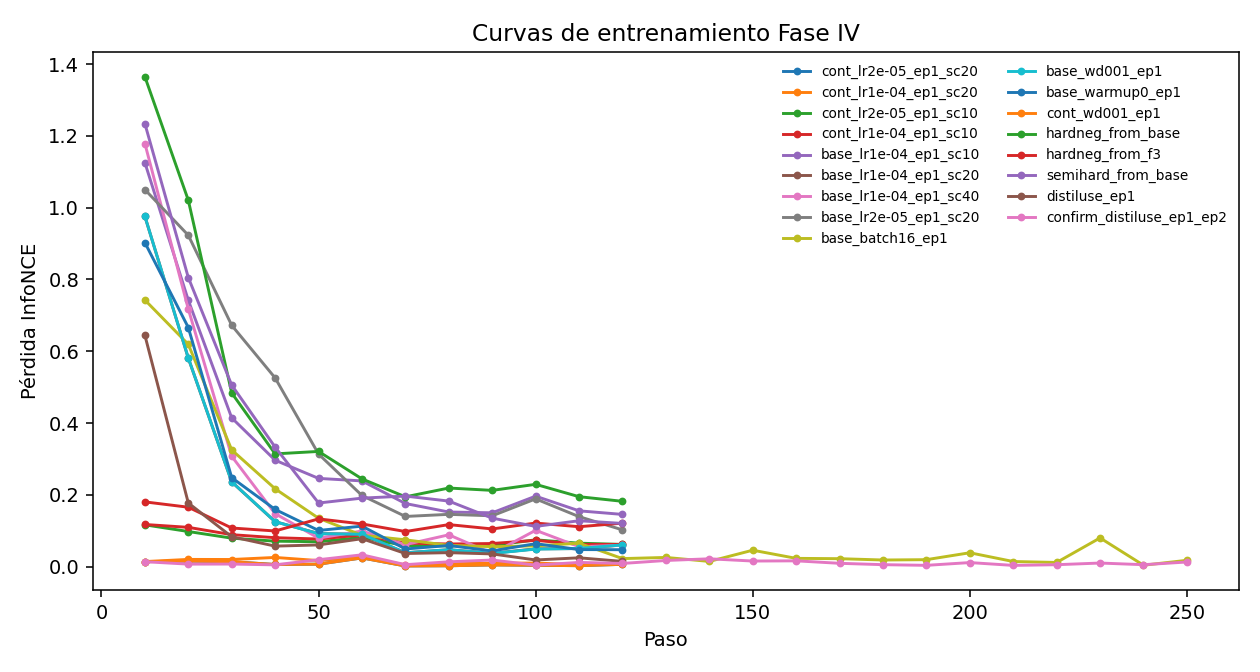 Curvas de entrenamiento Fase IV
Pérdida InfoNCE
1.4
1.2
1.0
0.8
0.6
0.4
0.2
0.0
cont_lr2e-05_ep1_sc20
cont_lr1e-04_ep1_sc20
cont_lr2e-05_ep1_sc10
cont_lr1e-04_ep1_sc10
base_lr1e-04_ep1_sc10
base_lr1e-04_ep1_sc20
base_lr1e-04_ep1_sc40
base_lr2e-05_ep1_sc20
base_batch16_ep1
base_wd001_ep1
base_warmup0_ep1
cont_wd001_ep1
hardneg_from_base
hardneg_from_f3
semihard_from_base
distiluse_ep1
confirm_distiluse_ep1_ep2
0 50 100 150 200 250
Paso